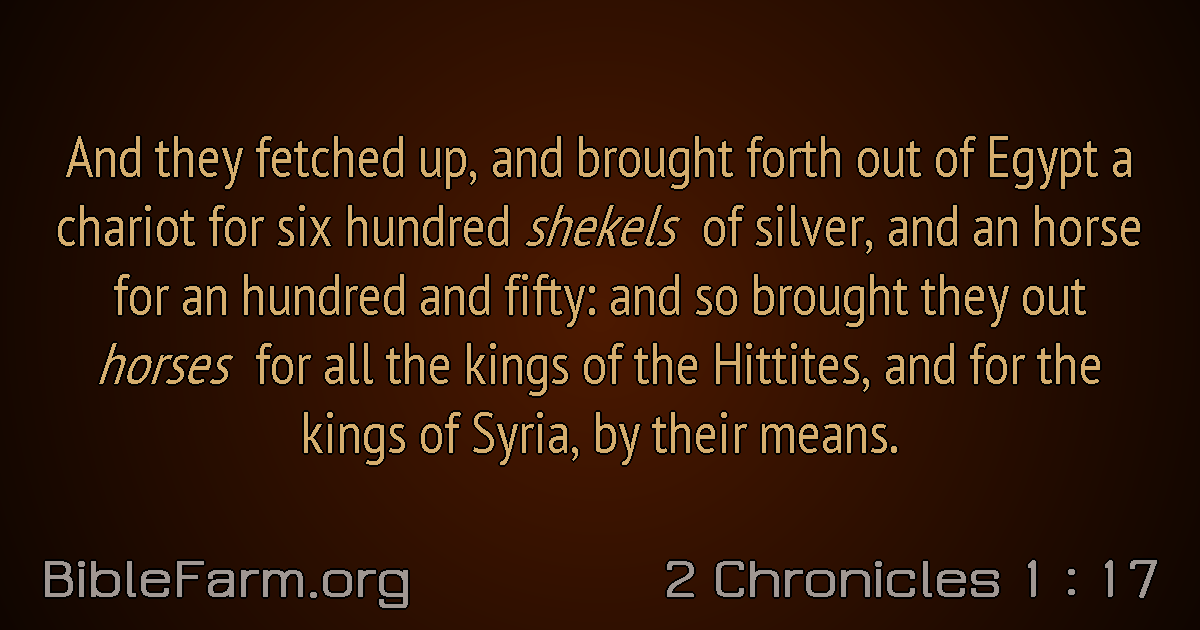 And they fetched up, and brought forth out of Egypt a
chariot for six hundred shekels of silver, and an horse
for an hundred and fifty: and so brought they out
horses for all the kings of the Hittites, and for the
kings of Syria, by their means.
BibleFarm.org
2 Chronicles 1 : 17